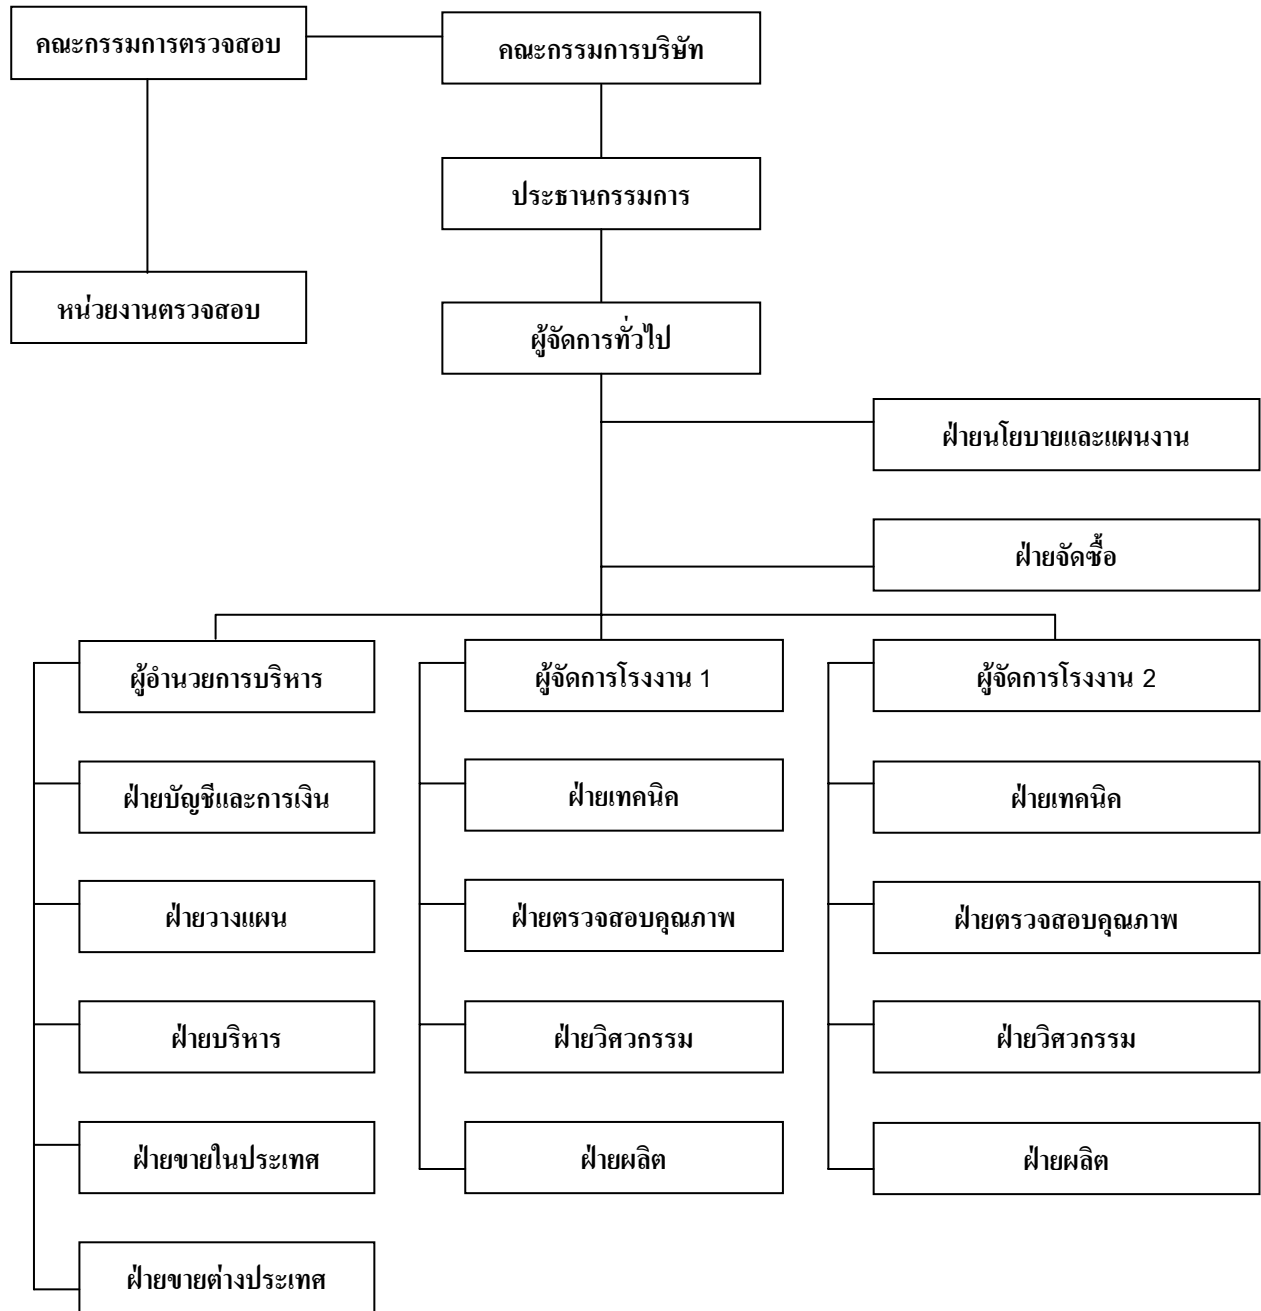 คณะกรรมการตรวจสอบ
คณะกรรมการบริษัท
ประธานกรรมการ
หน่วยงานตรวจสอบ
ผู้จัดการทั่วไป
ฝ่ายนโยบายและแผนงาน
ฝ่ายจัดซื้อ
ผู้อำนวยการบริหาร
ผู้จัดการโรงงาน 1
ผู้จัดการโรงงาน 2
ฝ่ายบัญชีและการเงิน
ฝ่ายเทคนิค
ฝ่ายเทคนิค
ฝ่ายวางแผน
ฝ่ายตรวจสอบคุณภาพ
ฝ่ายตรวจสอบคุณภาพ
ฝ่ายบริหาร
ฝ่ายวิศวกรรม
ฝ่ายวิศวกรรม
ฝ่ายขายในประเทศ
ฝ่ายผลิต
ฝ่ายผลิต
ฝ่ายขายต่างประเทศ